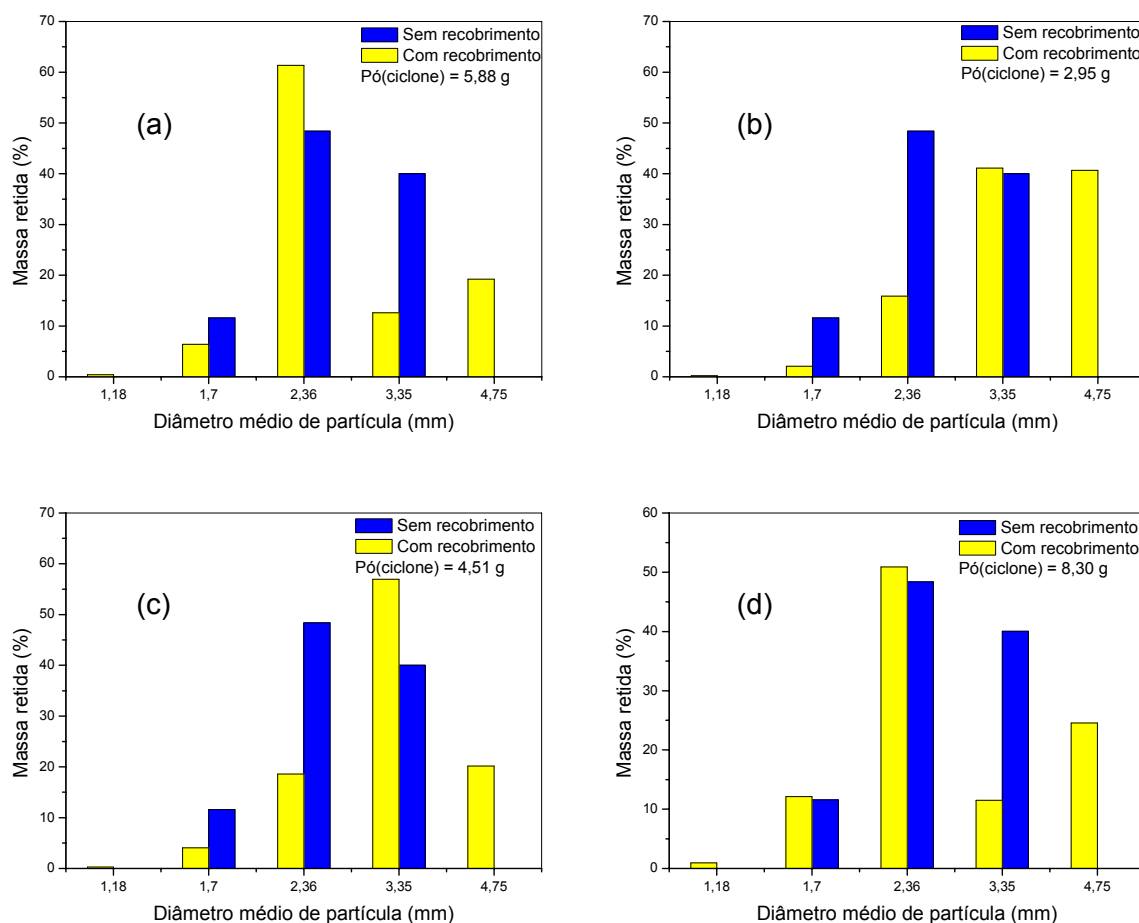 70
60
50
40
30
20
10
0
Massa retida (%)
(a)
Sem recobrimento
Com recobrimento
Pó(ciclone) = 5,88 g
1,18 1,7 2,36 3,35 4,75
Diâmetro médio de partícula (mm)
70
60
50
40
30
20
10
0
Massa retida (%)
(b)
Sem recobrimento
Com recobrimento
Pó(ciclone) = 2,95 g
1,18 1,7 2,36 3,35 4,75
Diâmetro médio de partícula (mm)
70
60
50
40
30
20
10
0
Massa retida (%)
(c)
Sem recobrimento
Com recobrimento
Pó(ciclone) = 4,51 g
1,18 1,7 2,36 3,35 4,75
Diâmetro médio de partícula (mm)
60
50
40
30
20
10
0
Massa retida (%)
(d)
Sem recobrimento
Com recobrimento
Pó(ciclone) = 8,30 g
1,18 1,7 2,36 3,35 4,75
Diâmetro médio de partícula (mm)